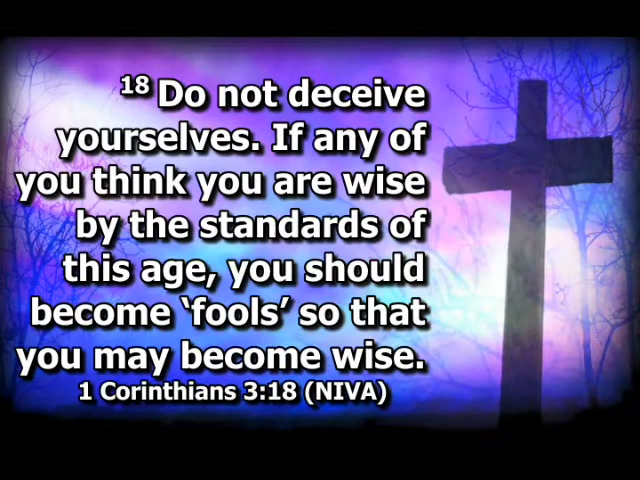 18 Do not deceive
yourselves. If any of
you think you are wise
by the standards of
this age, you should
become ‘fools’ so that
you may become wise.
1 Corinthians 3:18 (NIVA)